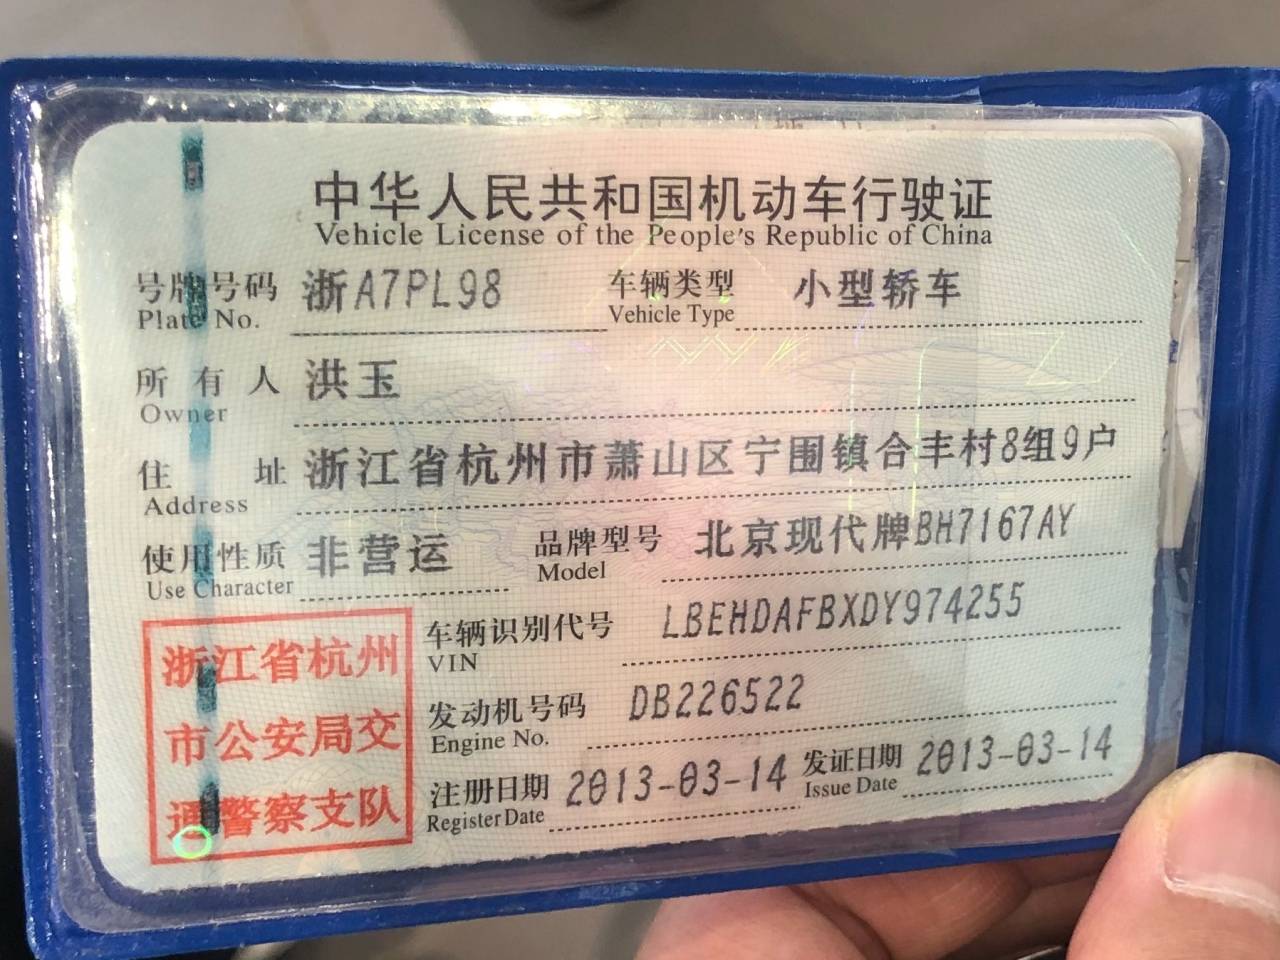 中华人民共和国机动车行驶证
Vehicle License of the People's Republic of China
号牌号码 浙A7PL98 车辆类型 小型轿车
Plate No. Vehicle Type
所有人 洪玉
Owner
住址 浙江省杭州市萧山区宁围镇合丰村8组9户
Address
使用性质 非营运 品牌型号 北京现代牌BH7167AY
Use Character Model
车辆识别代号 LBEHDAFBXDY974255
VIN
发动机号码 DB226522
Engine No.
注册日期 2013-03-14 发证日期 2013-03-14
Register Date Issue Date
浙江省杭州
市公安局交
通警察支队